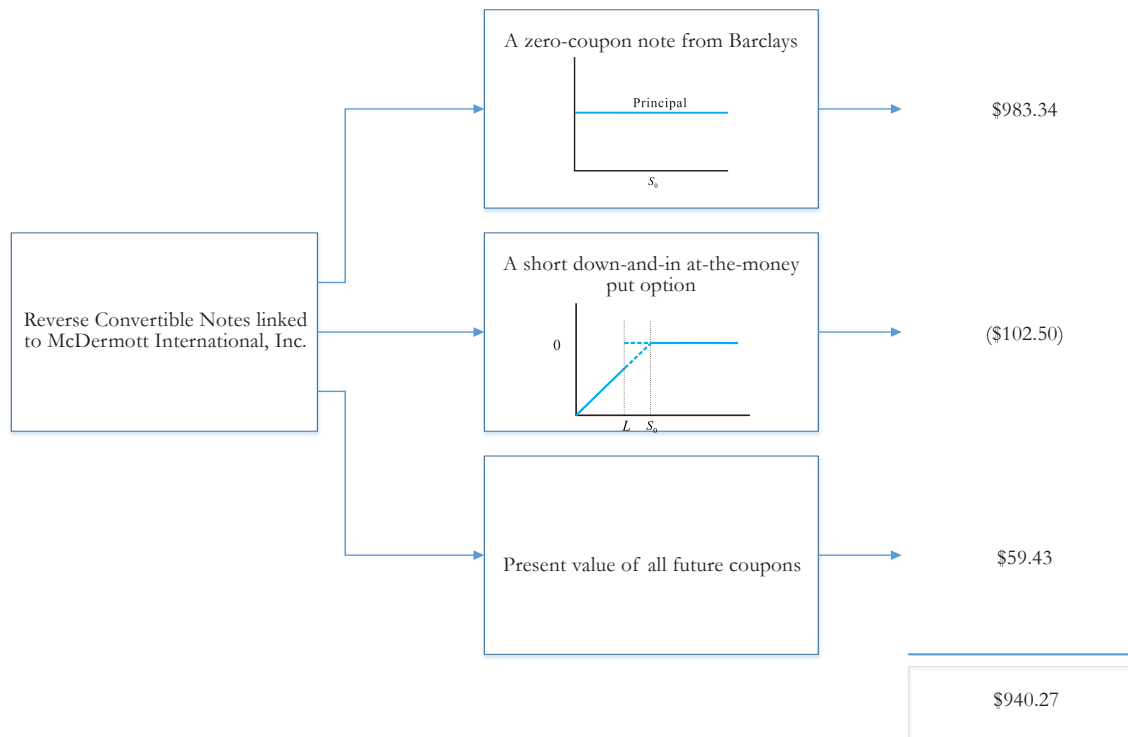 A zero-coupon note from Barclays
Principal
S₀
$983.34
Reverse Convertible Notes linked
to McDermott International, Inc.
A short down-and-in at-the-money
put option
0
L S₀
($102.50)
Present value of all future coupons
$59.43
$940.27